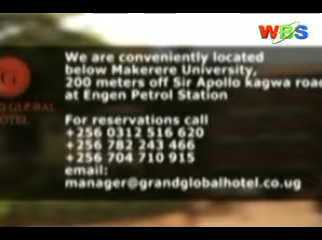 WBS
We are conveniently located
below Makerere University,
200 meters off Sir Apollo kagwa road
at Engen Petrol Station
G
GLOBAL
HOTEL
For reservations call
+256 0312 516 620
+256 782 243 466
+256 704 710 915
email:
manager@grandglobalhotel.co.ug